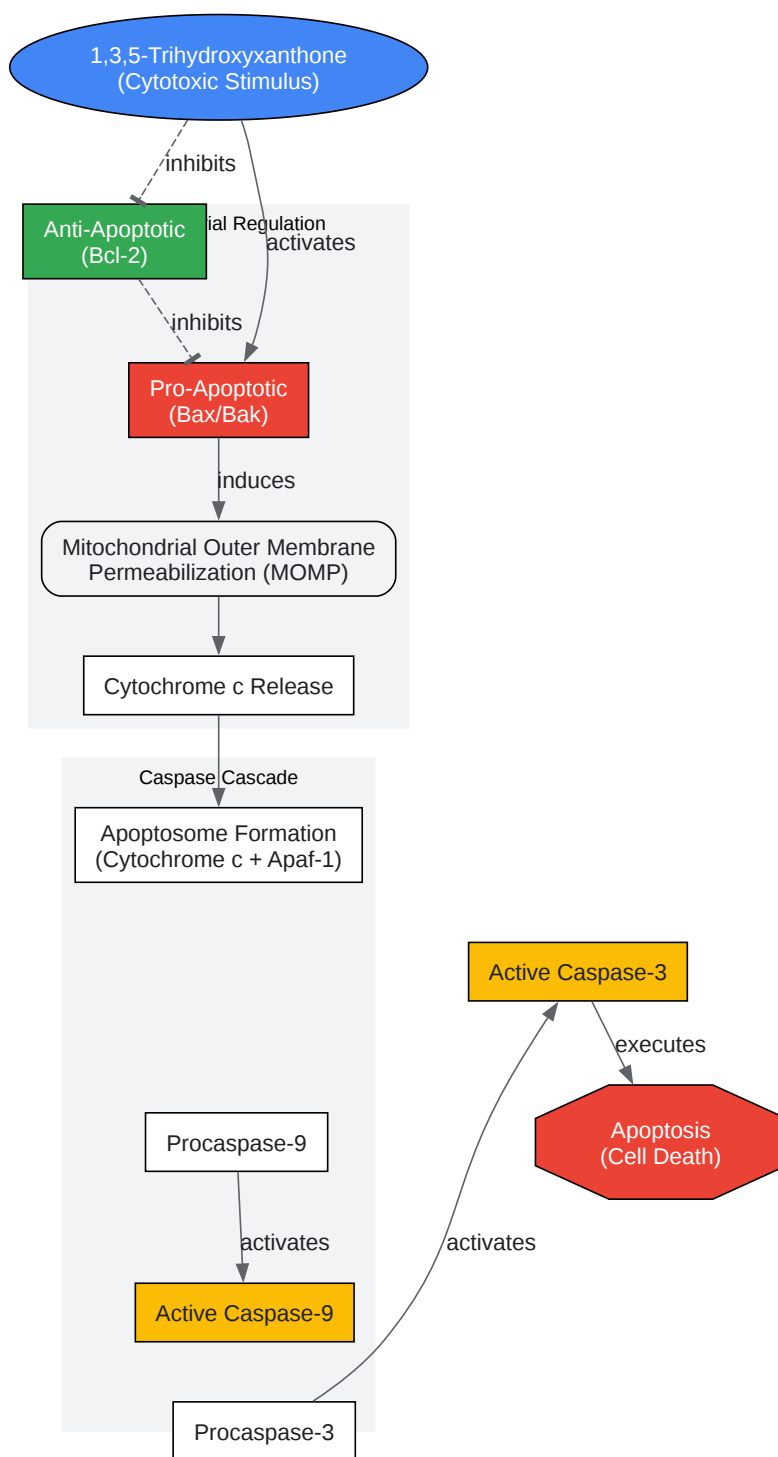 1,3,5-Trihydroxyxanthone
(Cytotoxic Stimulus)
inhibits
Anti-Apoptotic
(Bcl-2)
Regulation
activates
inhibits
Pro-Apoptotic
(Bax/Bak)
induces
Mitochondrial Outer Membrane
Permeabilization (MOMP)
Cytochrome c Release
Caspase Cascade
Apoptosome Formation
(Cytochrome c + Apaf-1)
Active Caspase-3
executes
Apoptosis
(Cell Death)
Procaspase-9
activates
activates
Active Caspase-9
Procaspase-3